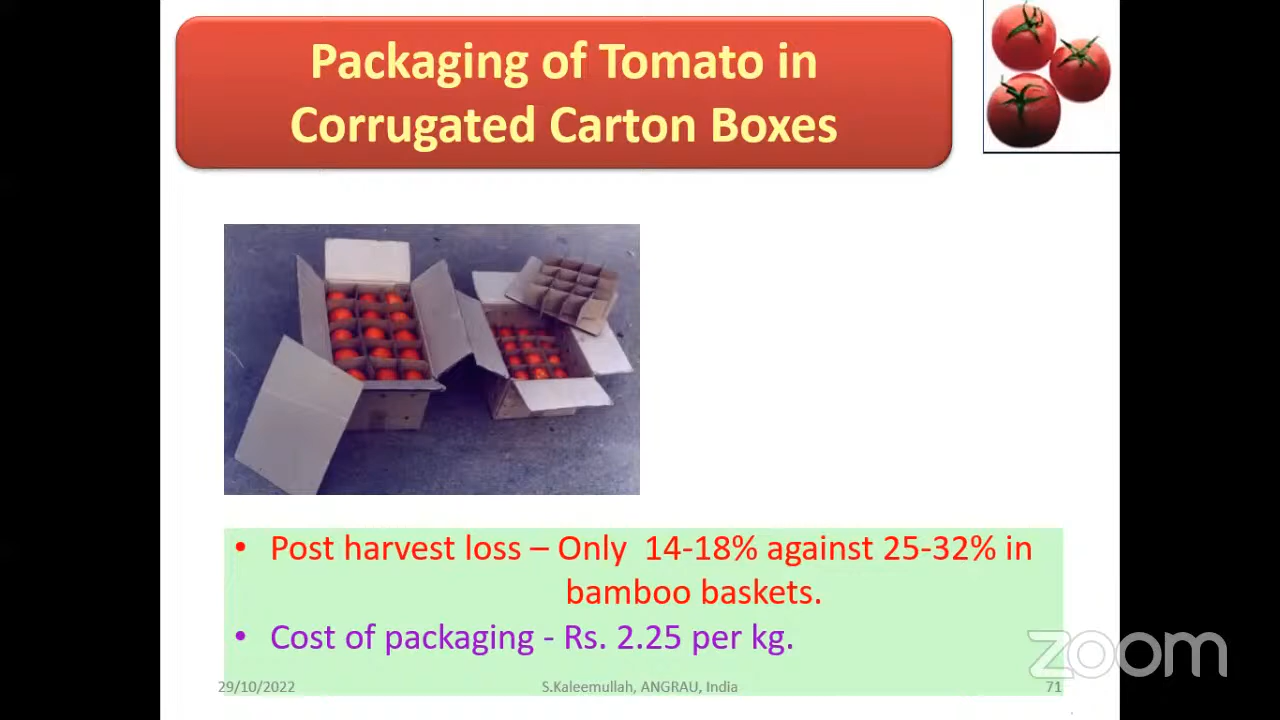 Packaging of Tomato in
Corrugated Carton Boxes
• Post harvest loss – Only 14-18% against 25-32% in
bamboo baskets.
• Cost of packaging - Rs. 2.25 per kg.
zoom
29/10/2022
S.Kaleemullah, ANGRAU, India
71